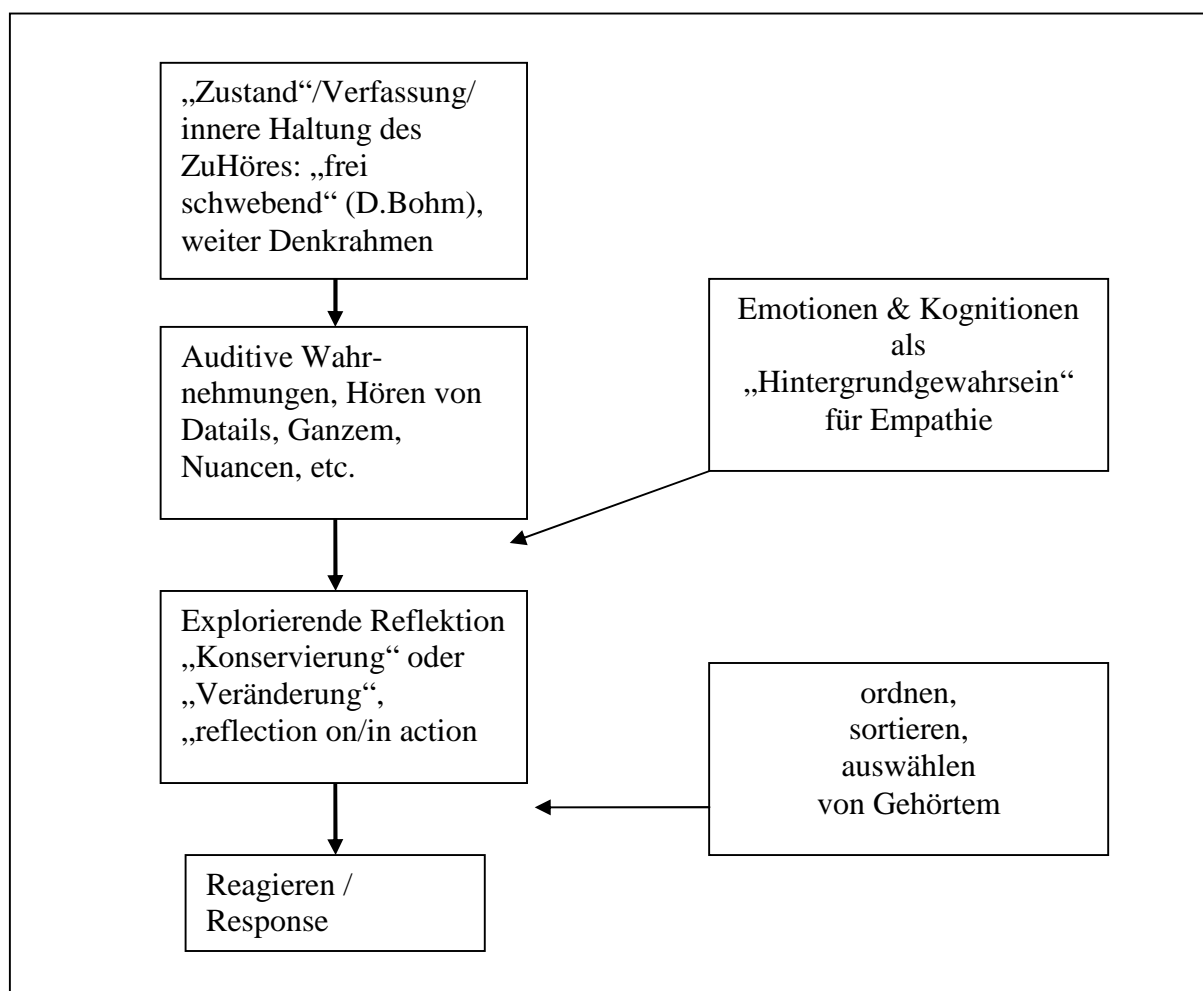 „Zustand“/Verfassung/
innere Haltung des
ZuHöres: „frei
schwebend“ (D.Bohm),
weiter Denkrahmen
Auditive Wahr-
nehmungen, Hören von
Datails, Ganzem,
Nuancen, etc.
Emotionen & Kognitionen
als
„Hintergrundgewahrsein“
für Empathie
Explorierende Reflektion
„Konservierung“ oder
„Veränderung“,
„reflection on/in action
ordnen,
sortieren,
auswählen
von Gehörtem
Reagieren /
Response